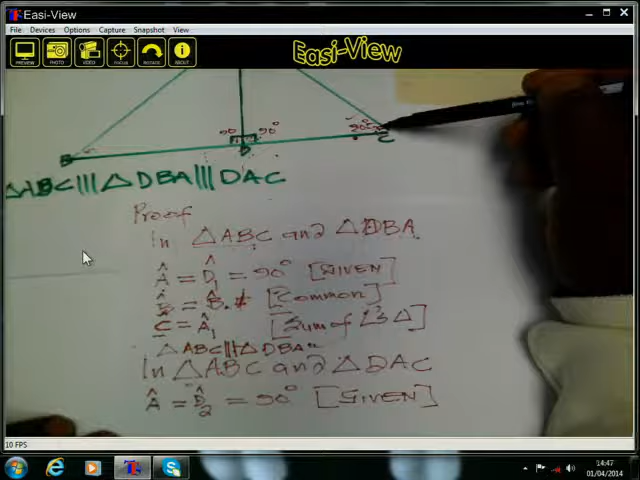 Easi-View
File Devices Options Capture Snapshot View
PREVIEW PHOTO VIDEO FOCUS ROTATE ABOUT
Easi-View
90° 90° 90°
B D C
△ABC|||△DBA|||DAC
Proof
In △ABC and △DBA
Â = D̂₁ = 90° [GIVEN]
B̂ = B̂. [Common]
Ĉ = Â₁ [Sum of ∠s △]
△ABC|||△DBA
In △ABC and △DAC
Â = D̂₂ = 90° [GIVEN]
10 FPS
14:47
01/04/2014